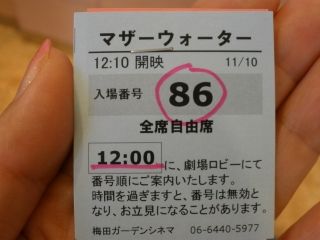 マザーウォーター
12:10 開映 11/10
入場番号 86
全席自由席
12:00 に、劇場ロビーにて
番号順にご案内いたします。
時間を過ぎますと、番号は無効と
なり、お立見になることがあります。
梅田ガーデンシネマ 06-6440-5977